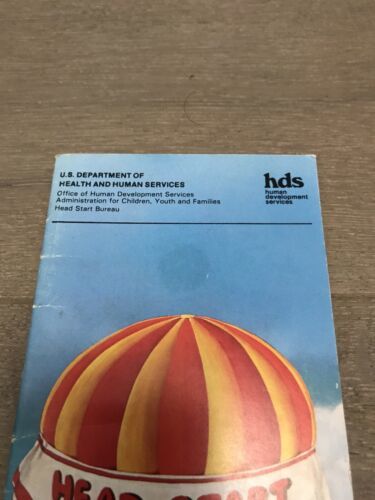 U.S. DEPARTMENT OF
HEALTH AND HUMAN SERVICES
Office of Human Development Services
Administration for Children, Youth and Families
Head Start Bureau
hds
human
development
services
HEAD START